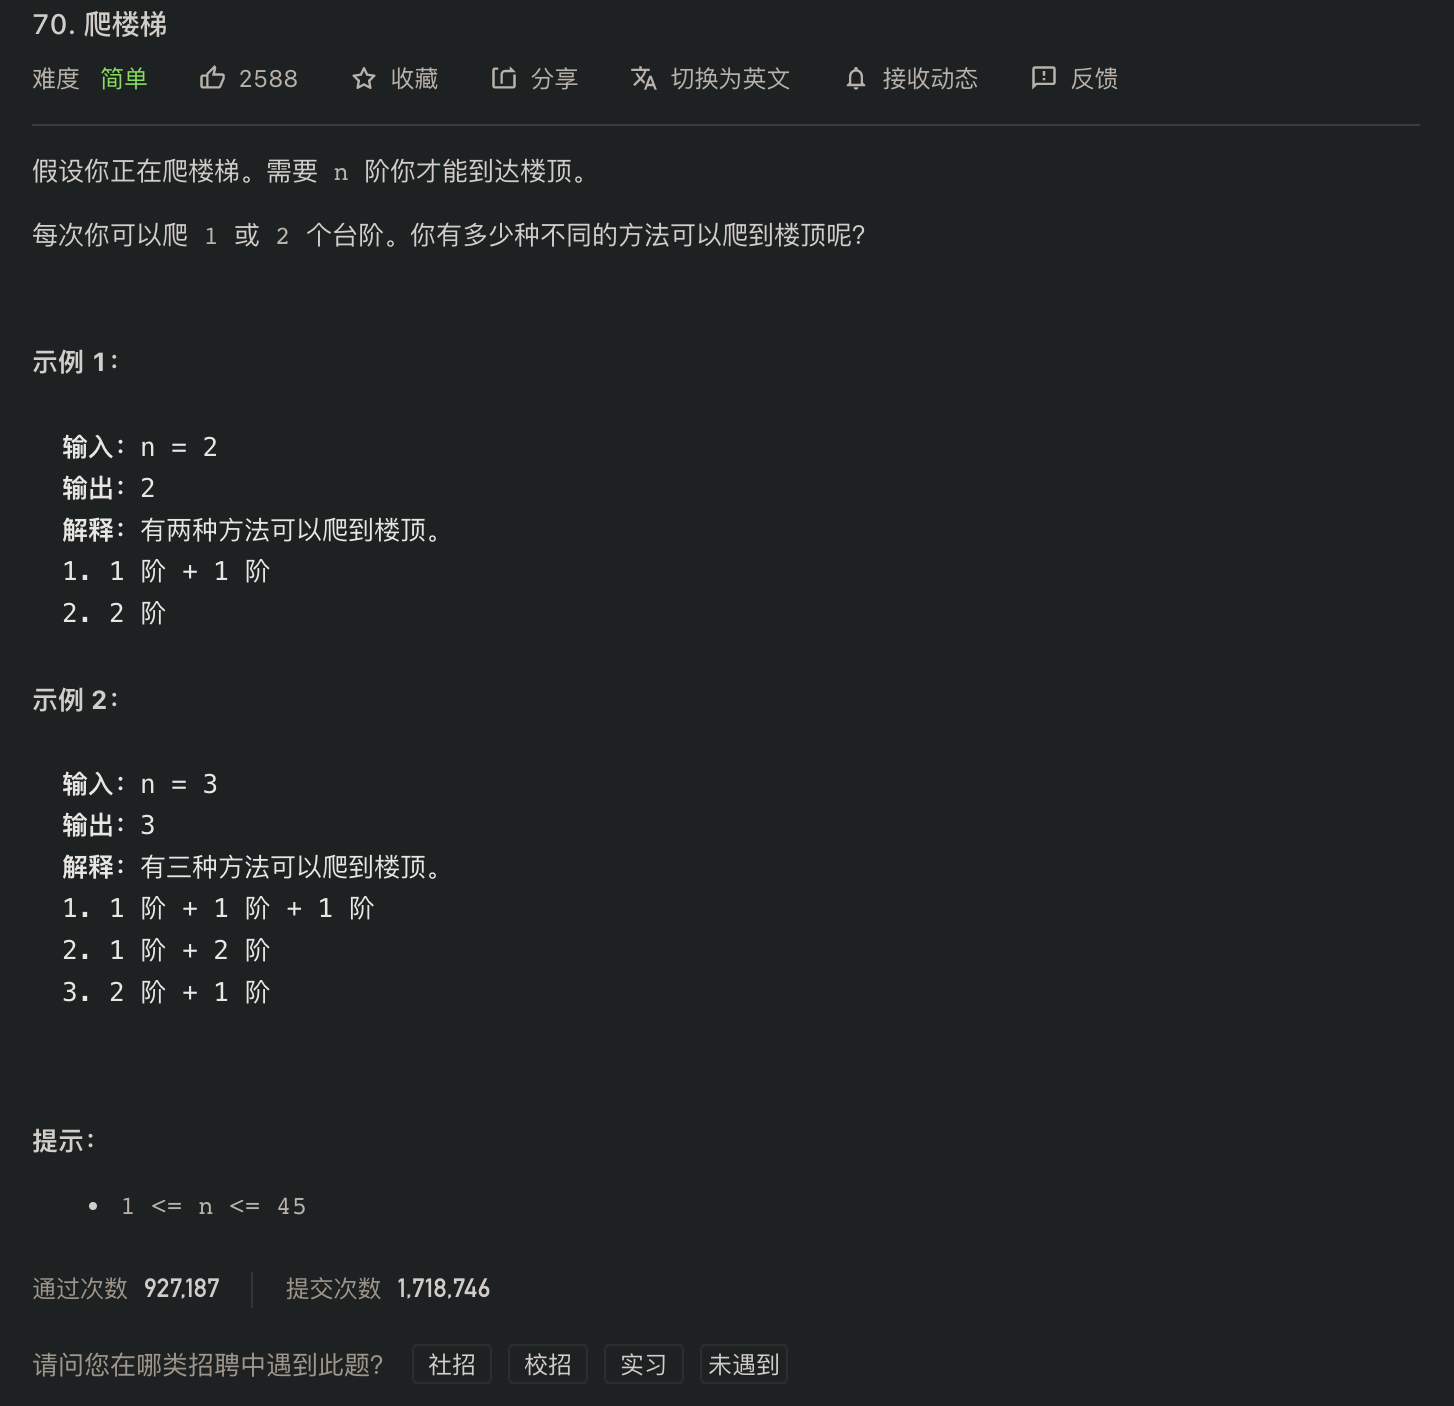 70. 爬楼梯
难度 简单 2588 收藏 分享 切换为英文 接收动态 反馈
假设你正在爬楼梯。需要 n 阶你才能到达楼顶。
每次你可以爬 1 或 2 个台阶。你有多少种不同的方法可以爬到楼顶呢?
示例 1:
输入: n = 2
输出: 2
解释: 有两种方法可以爬到楼顶。
1. 1 阶 + 1 阶
2. 2 阶
示例 2:
输入: n = 3
输出: 3
解释: 有三种方法可以爬到楼顶。
1. 1 阶 + 1 阶 + 1 阶
2. 1 阶 + 2 阶
3. 2 阶 + 1 阶
提示:
• 1 <= n <= 45
通过次数 927,187 提交次数 1,718,746
请问您在哪类招聘中遇到此题? 社招 校招 实习 未遇到